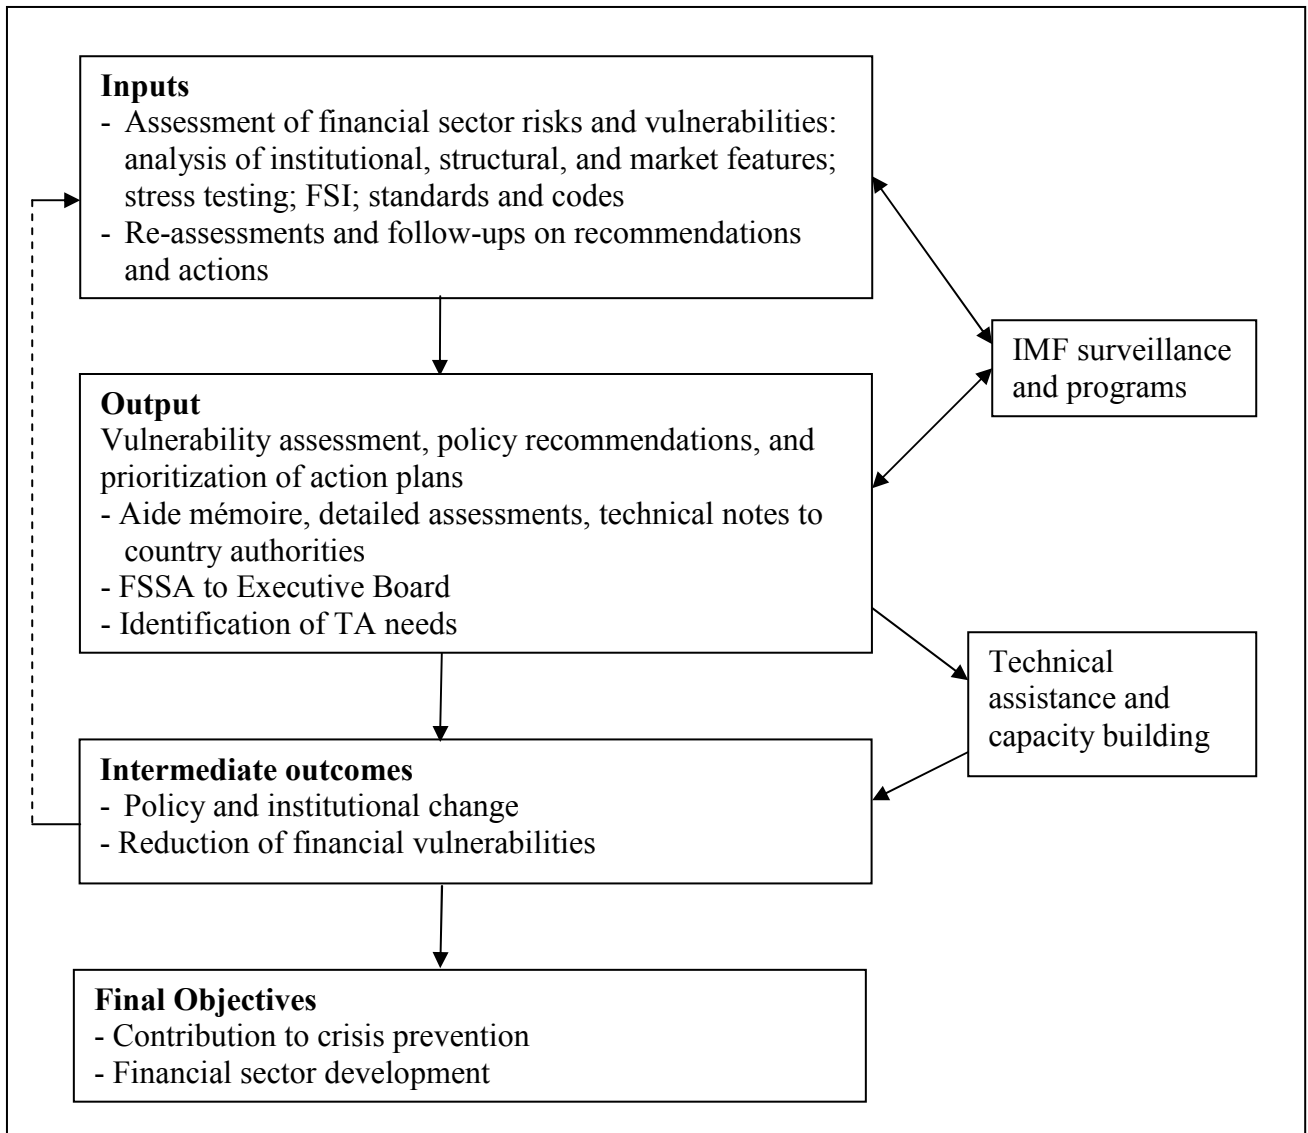 Inputs
- Assessment of financial sector risks and vulnerabilities:
analysis of institutional, structural, and market features;
stress testing; FSI; standards and codes
- Re-assessments and follow-ups on recommendations
and actions
IMF surveillance
and programs
Output
Vulnerability assessment, policy recommendations, and
prioritization of action plans
- Aide mémoire, detailed assessments, technical notes to
country authorities
- FSSA to Executive Board
- Identification of TA needs
Technical
assistance and
capacity building
Intermediate outcomes
- Policy and institutional change
- Reduction of financial vulnerabilities
Final Objectives
- Contribution to crisis prevention
- Financial sector development